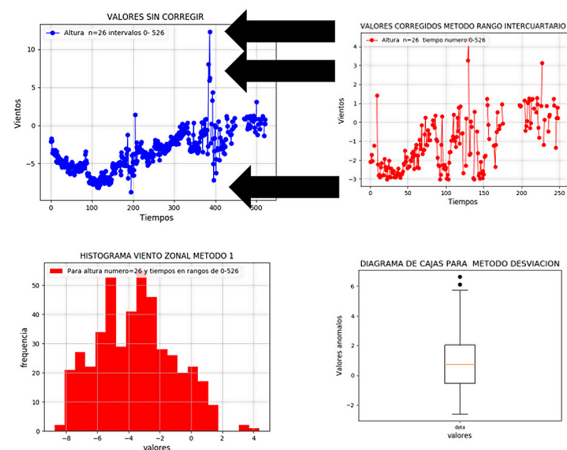 VALORES SIN CORREGIR
Altura n=26 intervalos 0- 526
10
5
0
−5
Vientos
0 100 200 300 400 500
Tiempos
VALORES CORREGIDOS METODO RANGO INTERCUARTARIO
Altura n=26 tiempo numero 0-526
4
3
2
1
0
−1
−2
−3
Vientos
0 50 100 150 200 250
Tiempos
HISTOGRAMA VIENTO ZONAL METODO 1
Para altura numero=26 y tiempos en rangos de 0-526
50
40
30
20
10
0
frequencia
−8 −6 −4 −2 0 2 4
valores
DIAGRAMA DE CAJAS PARA METODO DESVIACION
6
4
2
0
−2
Valores anomalos
data
valores